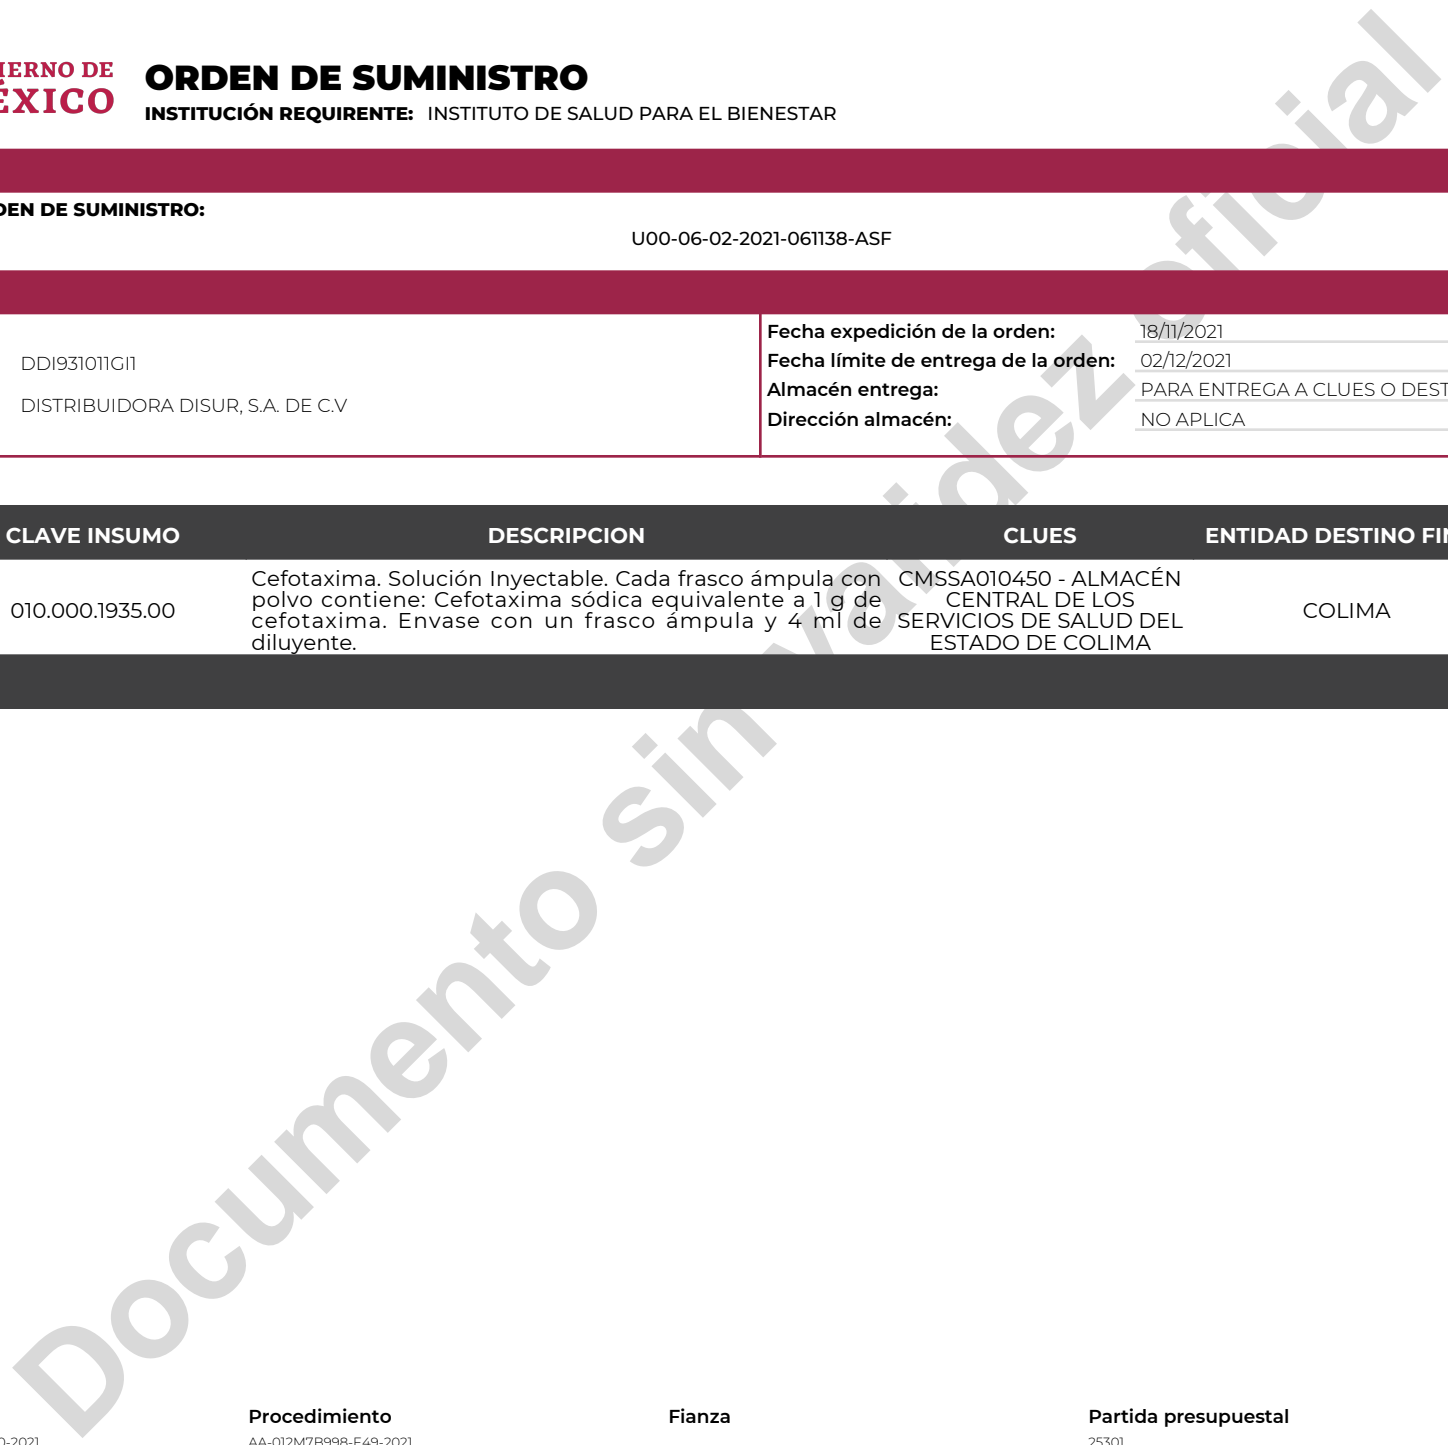 IERNO DE
ÉXICO
ORDEN DE SUMINISTRO
INSTITUCIÓN REQUIRENTE: INSTITUTO DE SALUD PARA EL BIENESTAR
DEN DE SUMINISTRO:
U00-06-02-2021-061138-ASF
DDI931011GI1
DISTRIBUIDORA DISUR, S.A. DE C.V
Fecha expedición de la orden: 18/11/2021
Fecha límite de entrega de la orden: 02/12/2021
Almacén entrega: PARA ENTREGA A CLUES O DEST
Dirección almacén: NO APLICA
CLAVE INSUMO DESCRIPCION CLUES ENTIDAD DESTINO FIN
010.000.1935.00
Cefotaxima. Solución Inyectable. Cada frasco ámpula con
polvo contiene: Cefotaxima sódica equivalente a 1 g de
cefotaxima. Envase con un frasco ámpula y 4 ml de
diluyente.
CMSSA010450 - ALMACÉN
CENTRAL DE LOS
SERVICIOS DE SALUD DEL
ESTADO DE COLIMA
COLIMA
Documento sin validez oficial
Procedimiento Fianza Partida presupuestal
0-2021 AA-012M7B998-E49-2021 25301